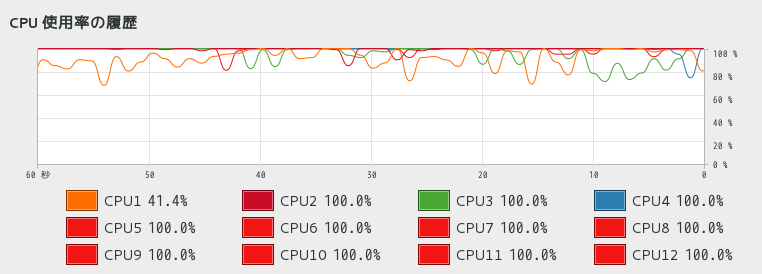 CPU 使用率の履歴
100 %
80 %
60 %
40 %
20 %
0 %
60 秒 50 40 30 20 10 0
CPU1 41.4% CPU2 100.0% CPU3 100.0% CPU4 100.0%
CPU5 100.0% CPU6 100.0% CPU7 100.0% CPU8 100.0%
CPU9 100.0% CPU10 100.0% CPU11 100.0% CPU12 100.0%